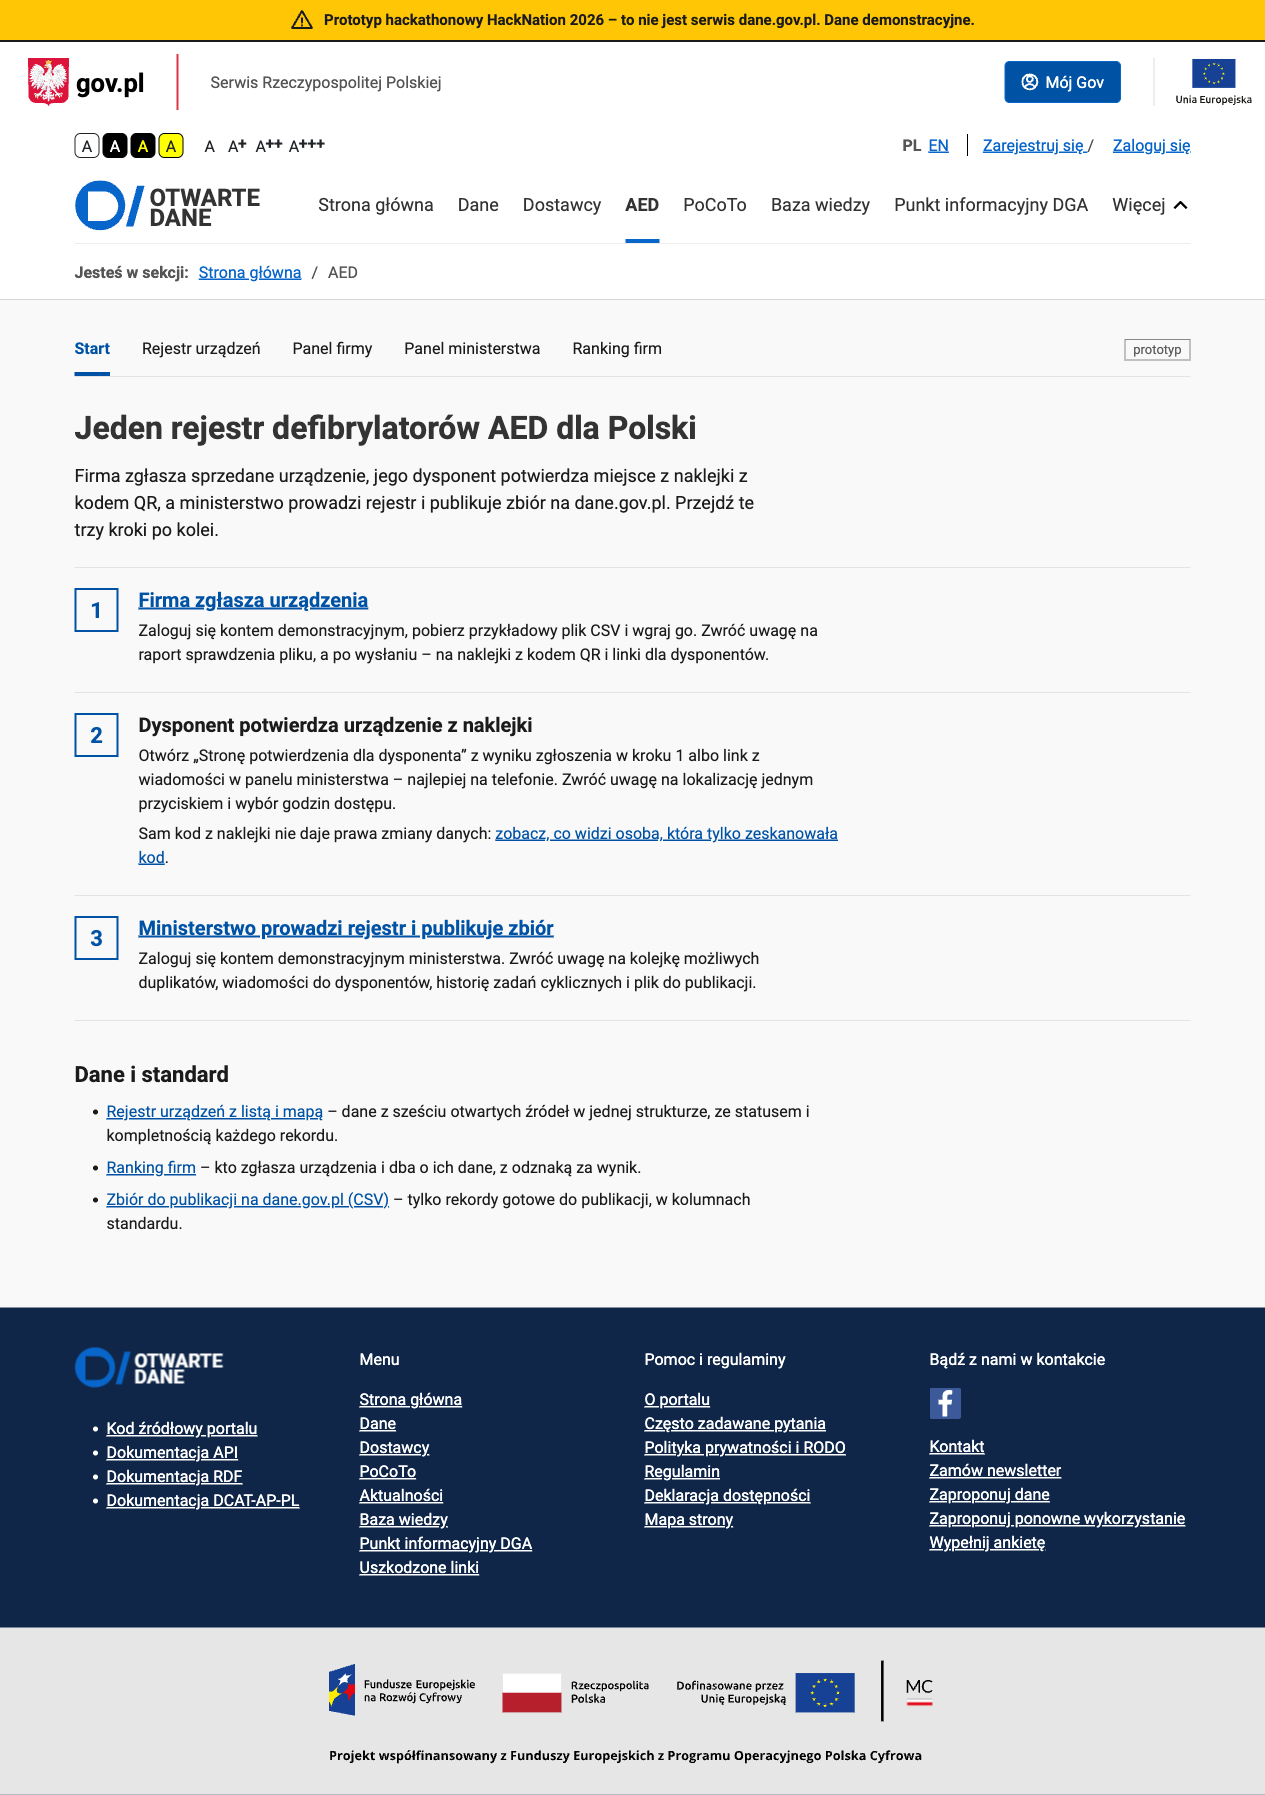 Prototyp hackathonowy HackNation 2026 – to nie jest serwis dane.gov.pl. Dane demonstracyjne.
gov.pl
Serwis Rzeczypospolitej Polskiej
Mój Gov
Unia Europejska
A A A A A A+ A++ A+++
PL EN Zarejestruj się / Zaloguj się
OTWARTE
DANE
Strona główna Dane Dostawcy AED PoCoTo Baza wiedzy Punkt informacyjny DGA Więcej
Jesteś w sekcji: Strona główna / AED
Start Rejestr urządzeń Panel firmy Panel ministerstwa Ranking firm prototyp
Jeden rejestr defibrylatorów AED dla Polski
Firma zgłasza sprzedane urządzenie, jego dysponent potwierdza miejsce z naklejki z
kodem QR, a ministerstwo prowadzi rejestr i publikuje zbiór na dane.gov.pl. Przejdź te
trzy kroki po kolei.
1 Firma zgłasza urządzenia
Zaloguj się kontem demonstracyjnym, pobierz przykładowy plik CSV i wgraj go. Zwróć uwagę na
raport sprawdzenia pliku, a po wysłaniu – na naklejki z kodem QR i linki dla dysponentów.
2 Dysponent potwierdza urządzenie z naklejki
Otwórz „Stronę potwierdzenia dla dysponenta” z wyniku zgłoszenia w kroku 1 albo link z
wiadomości w panelu ministerstwa – najlepiej na telefonie. Zwróć uwagę na lokalizację jednym
przyciskiem i wybór godzin dostępu.
Sam kod z naklejki nie daje prawa zmiany danych: zobacz, co widzi osoba, która tylko zeskanowała
kod.
3 Ministerstwo prowadzi rejestr i publikuje zbiór
Zaloguj się kontem demonstracyjnym ministerstwa. Zwróć uwagę na kolejkę możliwych
duplikatów, wiadomości do dysponentów, historię zadań cyklicznych i plik do publikacji.
Dane i standard
• Rejestr urządzeń z listą i mapą – dane z sześciu otwartych źródeł w jednej strukturze, ze statusem i
kompletnością każdego rekordu.
• Ranking firm – kto zgłasza urządzenia i dba o ich dane, z odznaką za wynik.
• Zbiór do publikacji na dane.gov.pl (CSV) – tylko rekordy gotowe do publikacji, w kolumnach
standardu.
OTWARTE
DANE
• Kod źródłowy portalu
• Dokumentacja API
• Dokumentacja RDF
• Dokumentacja DCAT-AP-PL
Menu
Strona główna
Dane
Dostawcy
PoCoTo
Aktualności
Baza wiedzy
Punkt informacyjny DGA
Uszkodzone linki
Pomoc i regulaminy
O portalu
Często zadawane pytania
Polityka prywatności i RODO
Regulamin
Deklaracja dostępności
Mapa strony
Bądź z nami w kontakcie
Kontakt
Zamów newsletter
Zaproponuj dane
Zaproponuj ponowne wykorzystanie
Wypełnij ankietę
Fundusze Europejskie
na Rozwój Cyfrowy
Rzeczpospolita
Polska
Dofinasowane przez
Unię Europejską
MC
Projekt współfinansowany z Funduszy Europejskich z Programu Operacyjnego Polska Cyfrowa